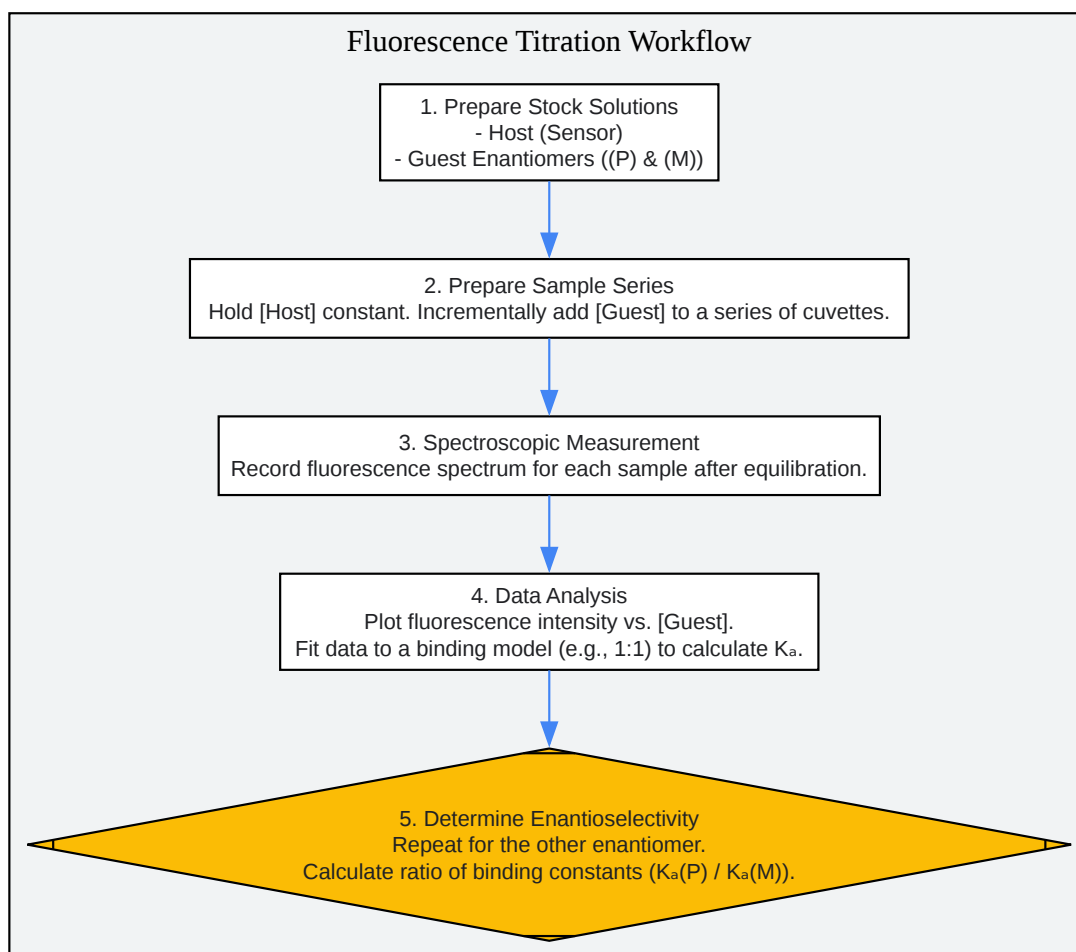 Fluorescence Titration Workflow
1. Prepare Stock Solutions
- Host (Sensor)
- Guest Enantiomers ((P) & (M))
2. Prepare Sample Series
Hold [Host] constant. Incrementally add [Guest] to a series of cuvettes.
3. Spectroscopic Measurement
Record fluorescence spectrum for each sample after equilibration.
4. Data Analysis
Plot fluorescence intensity vs. [Guest].
Fit data to a binding model (e.g., 1:1) to calculate Kₐ.
5. Determine Enantioselectivity
Repeat for the other enantiomer.
Calculate ratio of binding constants (Kₐ(P) / Kₐ(M)).